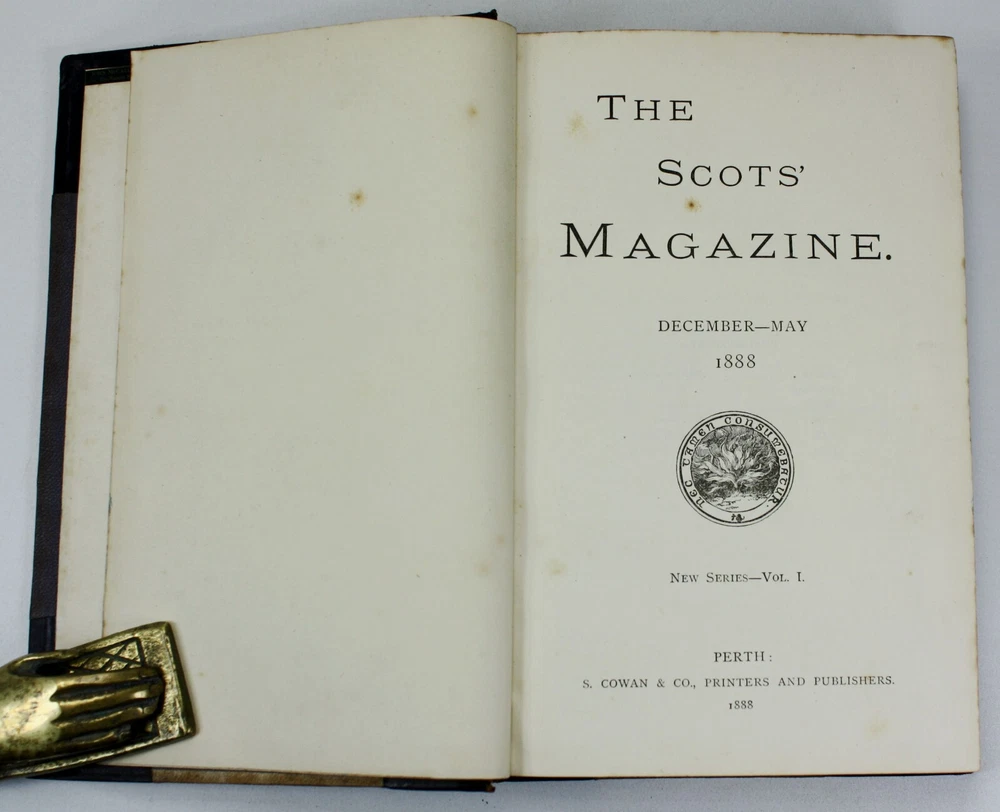 THE
SCOTS'
MAGAZINE.
DECEMBER—MAY
1888
NEC TAMEN CONSUMEBATUR.
NEW SERIES—VOL. I.
PERTH:
S. COWAN & CO., PRINTERS AND PUBLISHERS.
1888